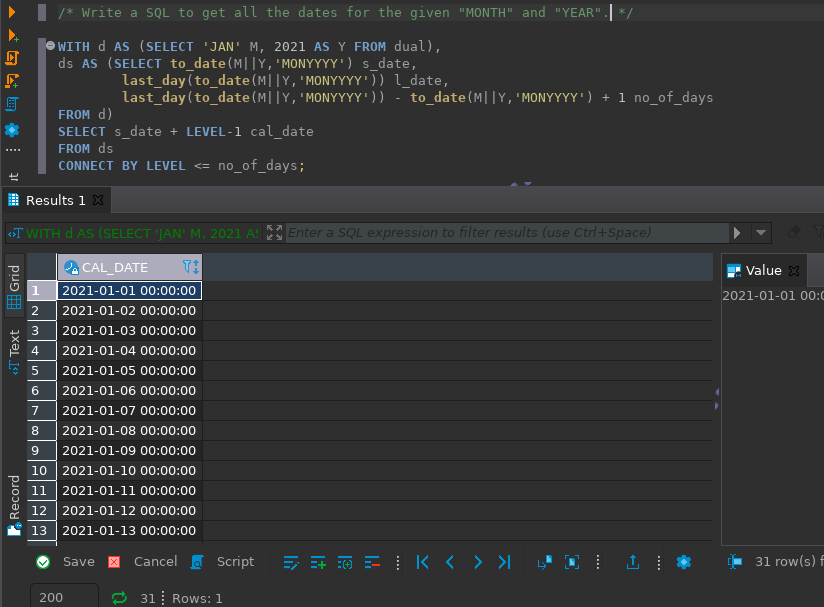 /* Write a SQL to get all the dates for the given "MONTH" and "YEAR". */
WITH d AS (SELECT 'JAN' M, 2021 AS Y FROM dual),
ds AS (SELECT to_date(M||Y,'MONYYYY') s_date,
last_day(to_date(M||Y,'MONYYYY')) l_date,
last_day(to_date(M||Y,'MONYYYY')) - to_date(M||Y,'MONYYYY') + 1 no_of_days
FROM d)
SELECT s_date + LEVEL-1 cal_date
FROM ds
CONNECT BY LEVEL <= no_of_days;
Results 1
WITH d AS (SELECT 'JAN' M, 2021 A
Enter a SQL expression to filter results (use Ctrl+Space)
Grid
Text
Record
CAL_DATE
1 2021-01-01 00:00:00
2 2021-01-02 00:00:00
3 2021-01-03 00:00:00
4 2021-01-04 00:00:00
5 2021-01-05 00:00:00
6 2021-01-06 00:00:00
7 2021-01-07 00:00:00
8 2021-01-08 00:00:00
9 2021-01-09 00:00:00
10 2021-01-10 00:00:00
11 2021-01-11 00:00:00
12 2021-01-12 00:00:00
13 2021-01-13 00:00:00
Value
2021-01-01 00:0
Save Cancel Script
31 row(s) f
200 31 Rows: 1